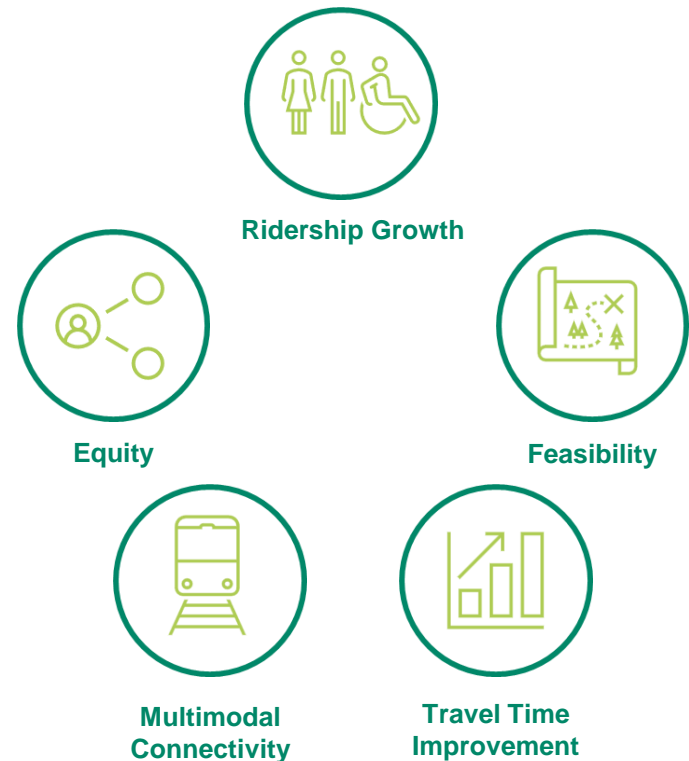 Ridership Growth
Equity
Feasibility
Multimodal
Connectivity
Travel Time
Improvement